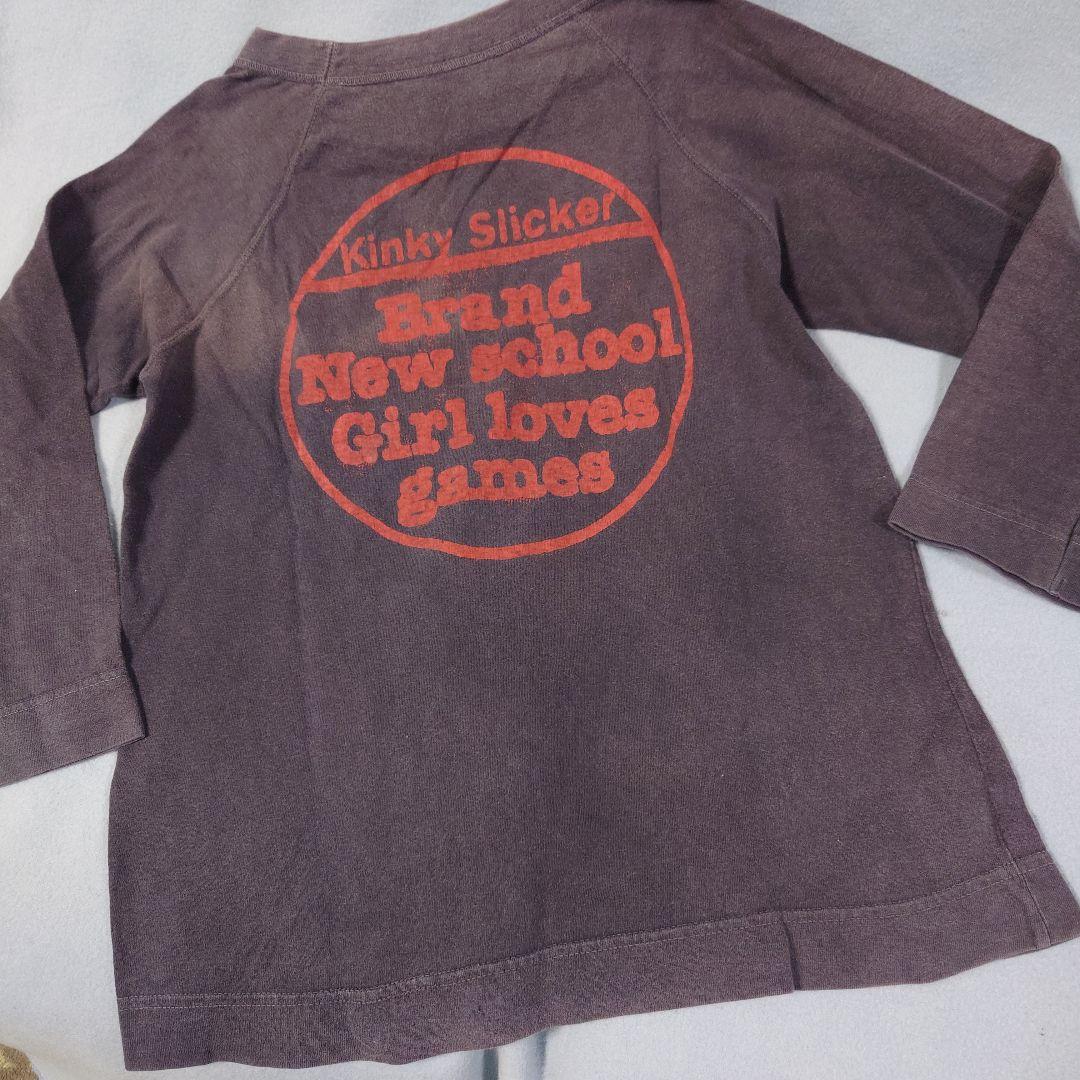 Kinky Slicker
Brand
New school
Girl loves
games